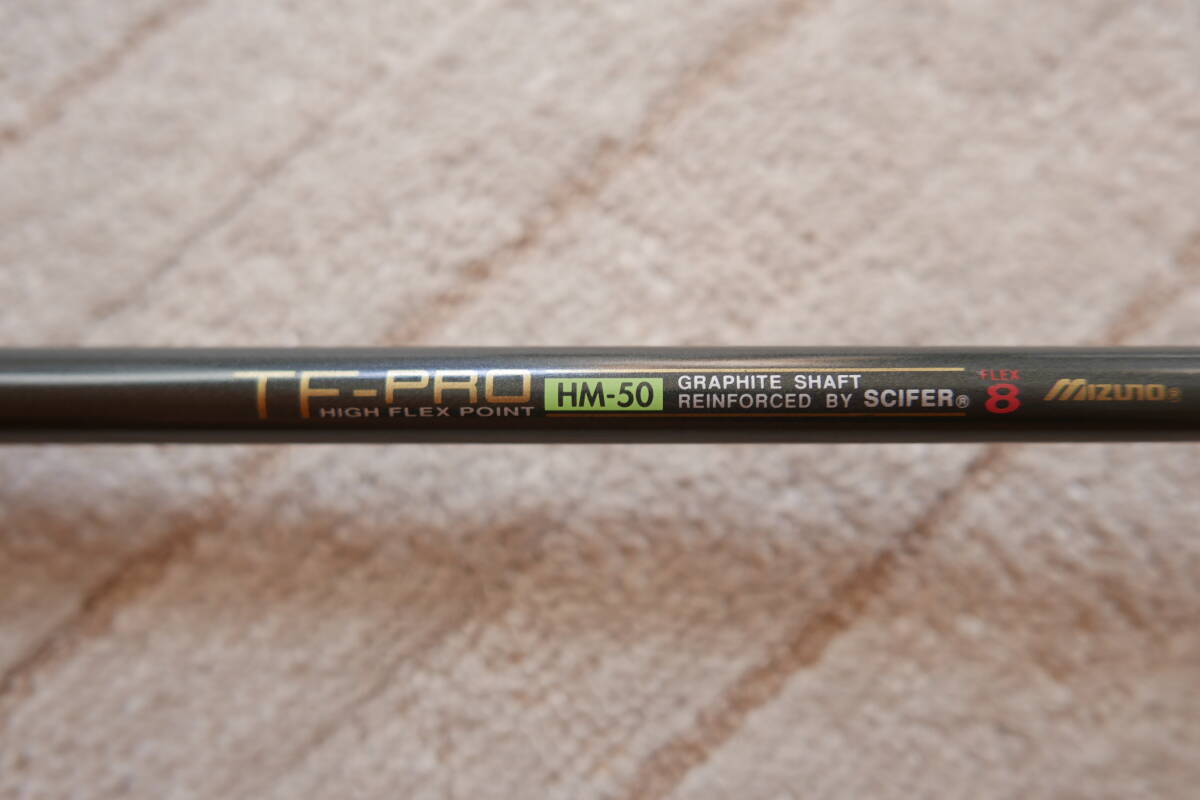 TF-PRO
HIGH FLEX POINT
HM-50
GRAPHITE SHAFT
REINFORCED BY SCIFER®
FLEX
8
MIZUNO®